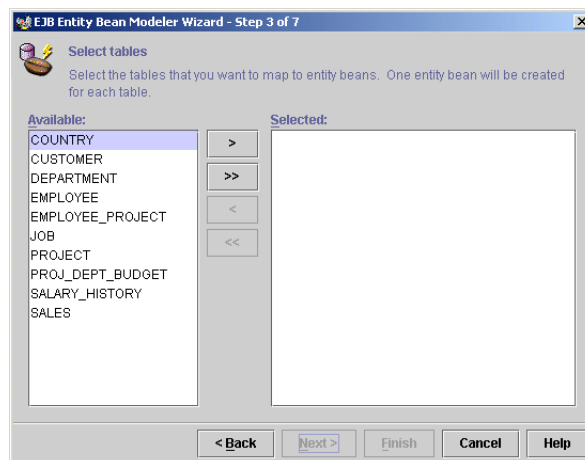 EJB Entity Bean Modeler Wizard - Step 3 of 7
Select tables
Select the tables that you want to map to entity beans. One entity bean will be created
for each table.
Available:
Selected:
COUNTRY
CUSTOMER
DEPARTMENT
EMPLOYEE
EMPLOYEE_PROJECT
JOB
PROJECT
PROJ_DEPT_BUDGET
SALARY_HISTORY
SALES
>
>>
<
<<
< Back
Next >
Finish
Cancel
Help